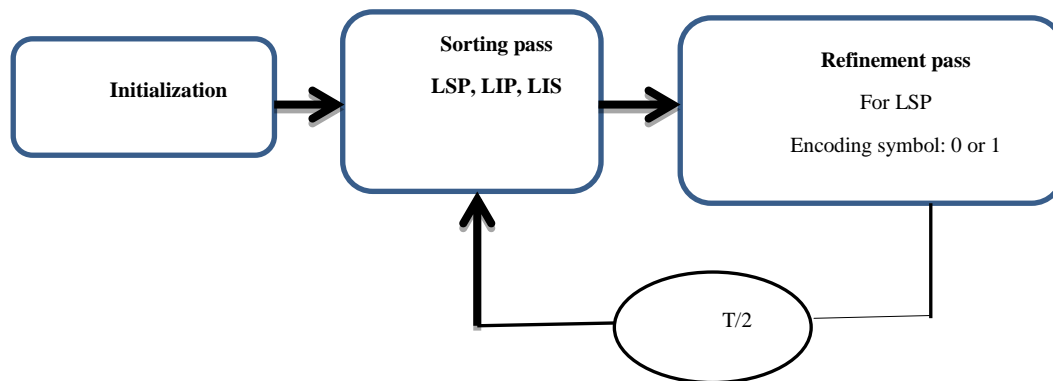 Initialization
Sorting pass
LSP, LIP, LIS
Refinement pass
For LSP
Encoding symbol: 0 or 1
T/2